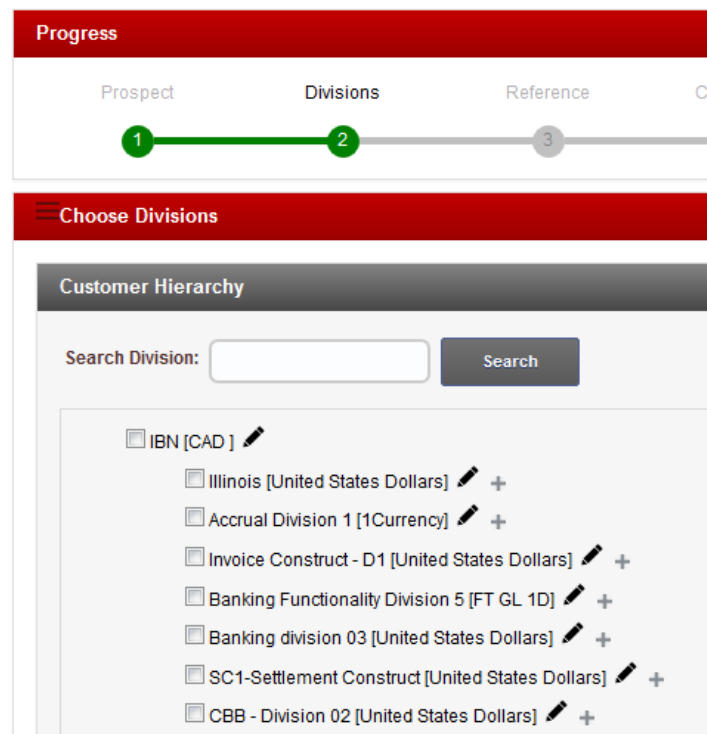 Progress
Prospect Divisions Reference C
1 2 3
Choose Divisions
Customer Hierarchy
Search Division: Search
IBN [CAD ]
Illinois [United States Dollars]
Accrual Division 1 [1Currency]
Invoice Construct - D1 [United States Dollars]
Banking Functionality Division 5 [FT GL 1D]
Banking division 03 [United States Dollars]
SC1-Settlement Construct [United States Dollars]
CBB - Division 02 [United States Dollars]